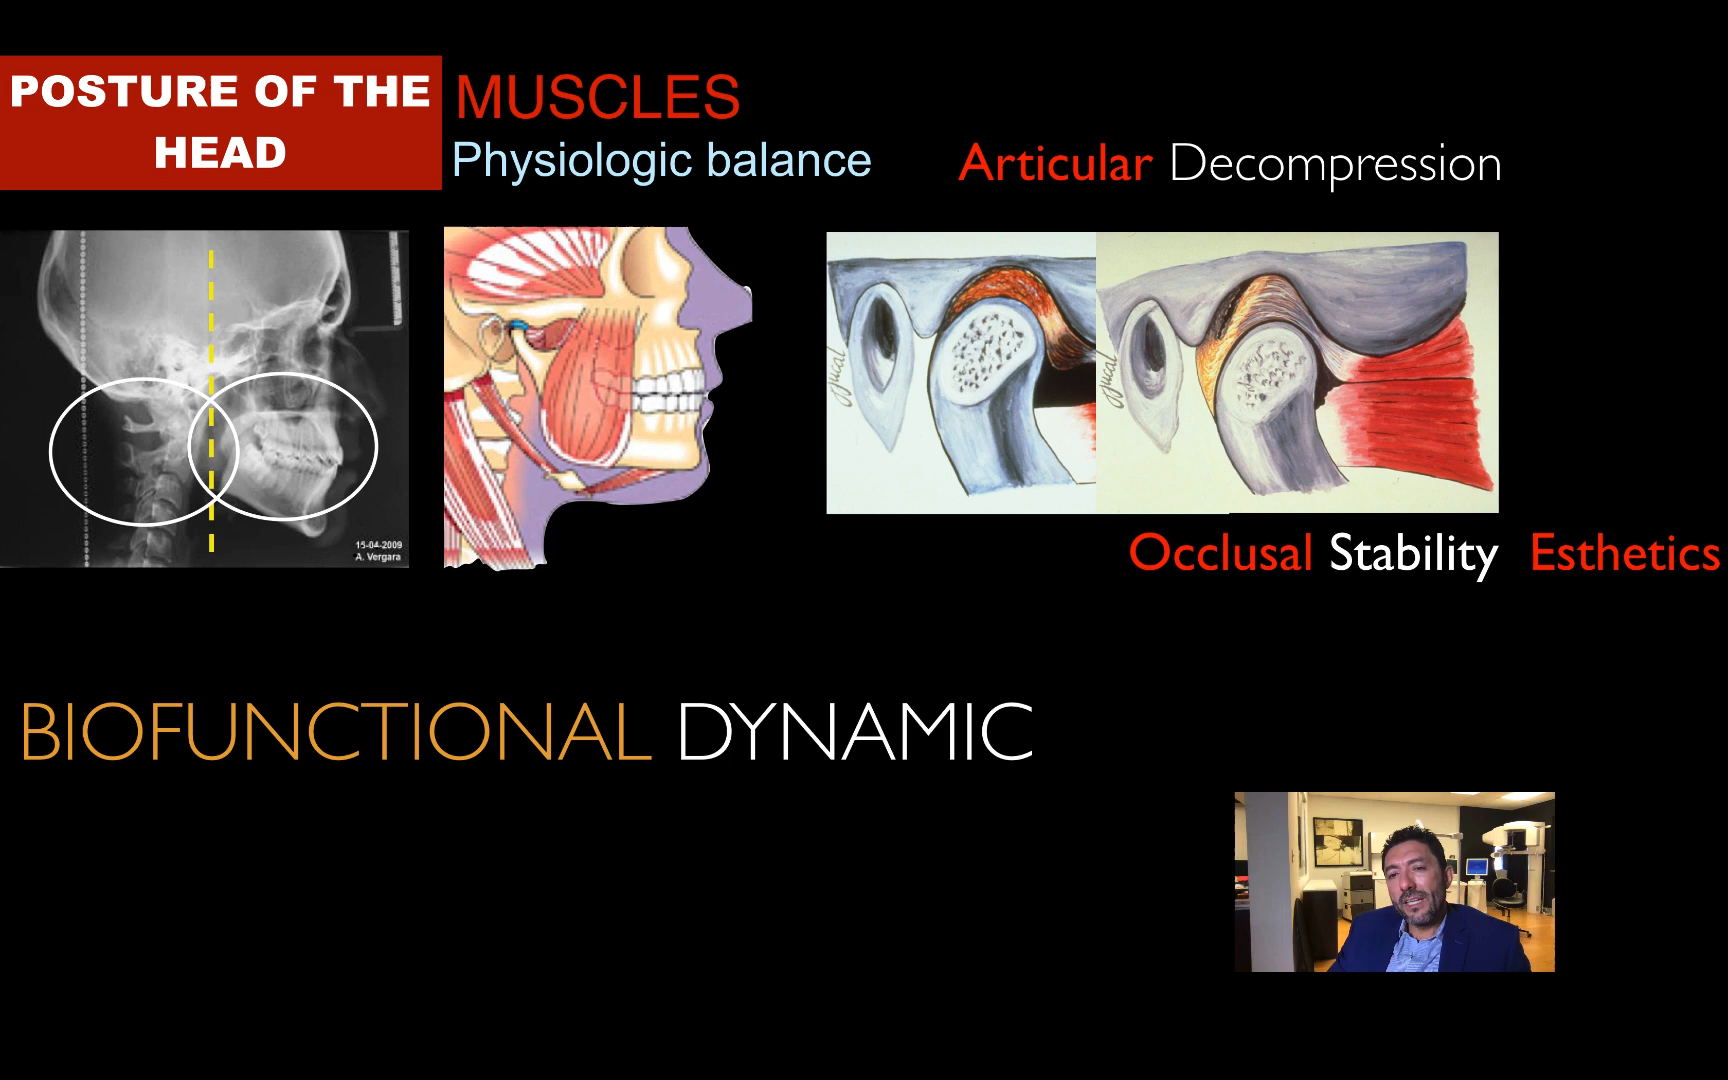 POSTURE OF THE
HEAD
MUSCLES
Physiologic balance
Articular Decompression
15-04-2009
A. Vergara
Occlusal Stability Esthetics
BIOFUNCTIONAL DYNAMIC